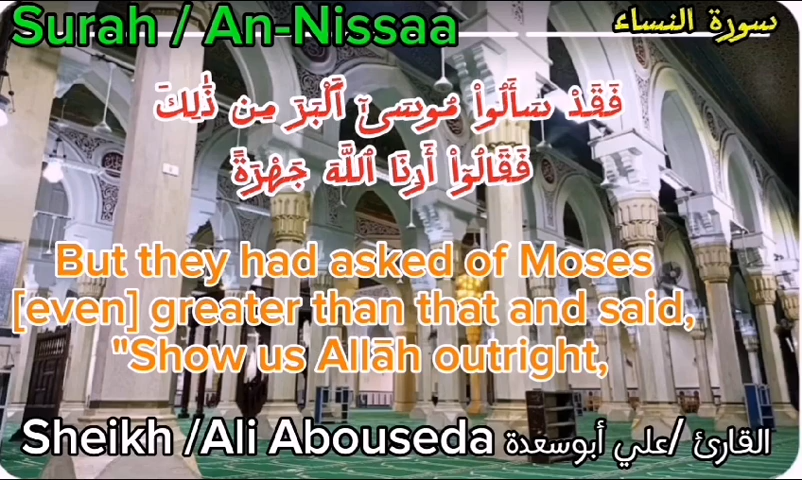 Surah / An-Nissaa
سورة النساء
فَقَدْ سَأَلُوا۟ مُوسَىٰٓ أَكْبَرَ مِن ذَٰلِكَ
فَقَالُوٓا۟ أَرِنَا ٱللَّهَ جَهْرَةً
But they had asked of Moses
[even] greater than that and said,
"Show us Allāh outright,
Sheikh /Ali Abouseda القارئ /علي أبوسعدة